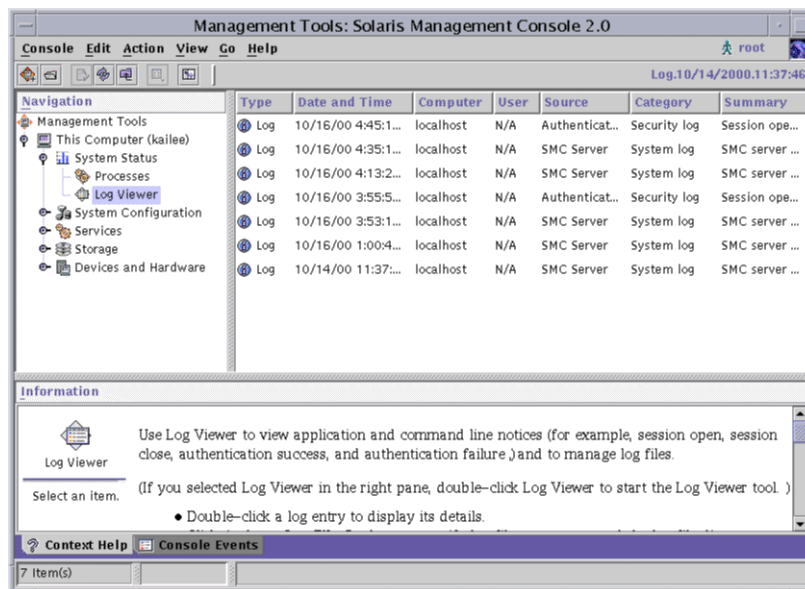 Management Tools: Solaris Management Console 2.0
Console Edit Action View Go Help
root
Log.10/14/2000.11:37:46
Navigation
Management Tools
This Computer (kailee)
System Status
Processes
Log Viewer
System Configuration
Services
Storage
Devices and Hardware
Type Date and Time Computer User Source Category Summary
Log 10/16/00 4:45:1... localhost N/A Authenticat... Security log Session ope...
Log 10/16/00 4:35:1... localhost N/A SMC Server System log SMC server ...
Log 10/16/00 4:13:2... localhost N/A SMC Server System log SMC server ...
Log 10/16/00 3:55:5... localhost N/A Authenticat... Security log Session ope...
Log 10/16/00 3:53:1... localhost N/A SMC Server System log SMC server ...
Log 10/16/00 1:00:4... localhost N/A SMC Server System log SMC server ...
Log 10/14/00 11:37:... localhost N/A SMC Server System log SMC server ...
Information
Log Viewer
Select an item.
Use Log Viewer to view application and command line notices (for example, session open, session
close, authentication success, and authentication failure,)and to manage log files.
(If you selected Log Viewer in the right pane, double-click Log Viewer to start the Log Viewer tool. )
• Double-click a log entry to display its details.
Context Help Console Events
7 Item(s)